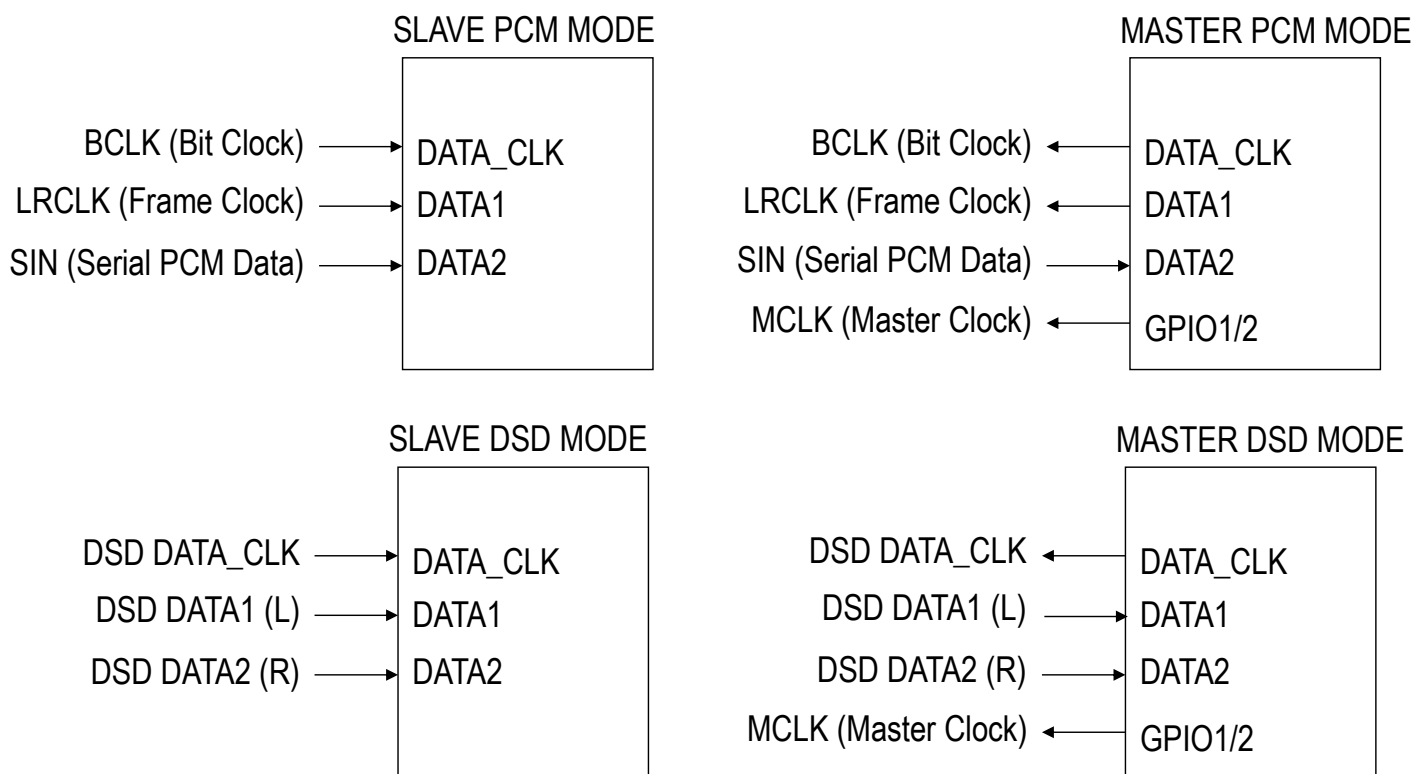 SLAVE PCM MODE
BCLK (Bit Clock)
DATA_CLK
LRCLK (Frame Clock)
DATA1
SIN (Serial PCM Data)
DATA2
MASTER PCM MODE
BCLK (Bit Clock)
DATA_CLK
LRCLK (Frame Clock)
DATA1
SIN (Serial PCM Data)
DATA2
MCLK (Master Clock)
GPIO1/2
SLAVE DSD MODE
DSD DATA_CLK
DATA_CLK
DSD DATA1 (L)
DATA1
DSD DATA2 (R)
DATA2
MASTER DSD MODE
DSD DATA_CLK
DATA_CLK
DSD DATA1 (L)
DATA1
DSD DATA2 (R)
DATA2
MCLK (Master Clock)
GPIO1/2